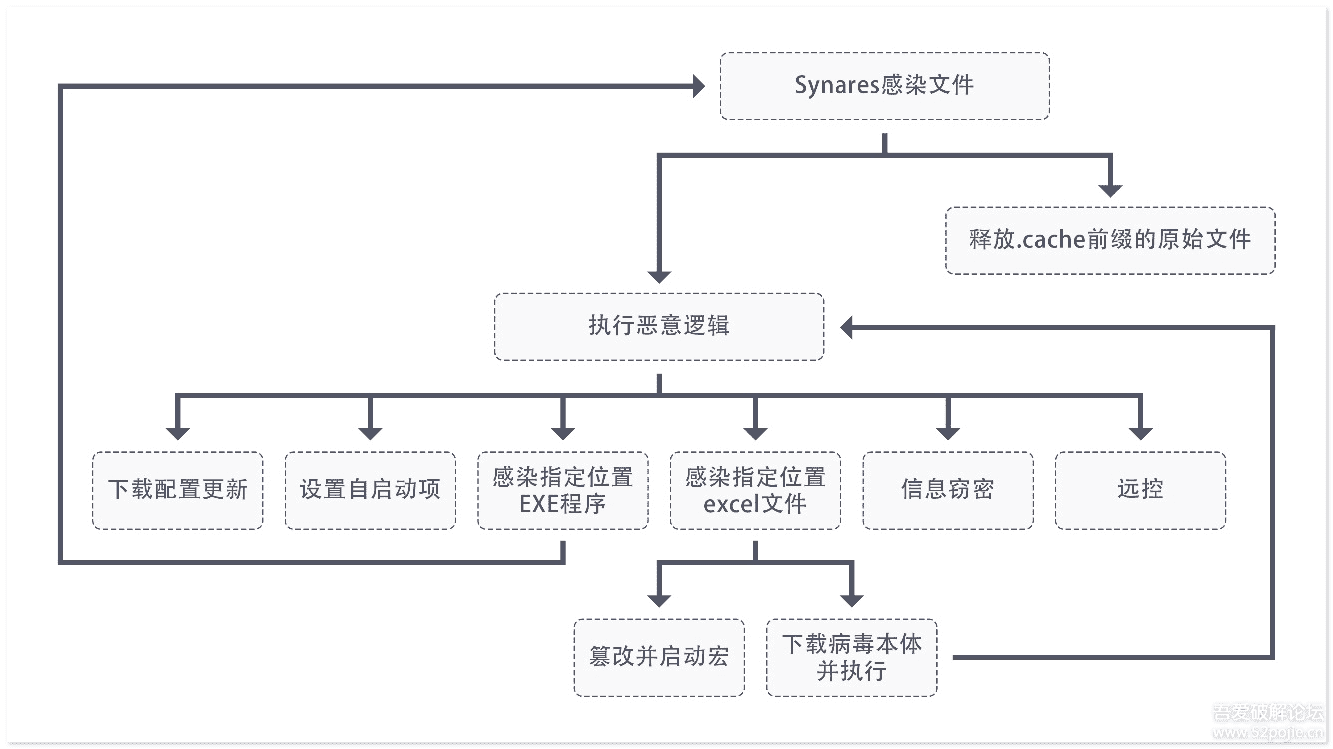 Synares感染文件
释放.cache前缀的原始文件
执行恶意逻辑
下载配置更新
设置自启动项
感染指定位置
EXE程序
感染指定位置
excel文件
信息窃密
远控
篡改并启动宏
下载病毒本体
并执行
吾爱破解论坛
www.52pojie.cn